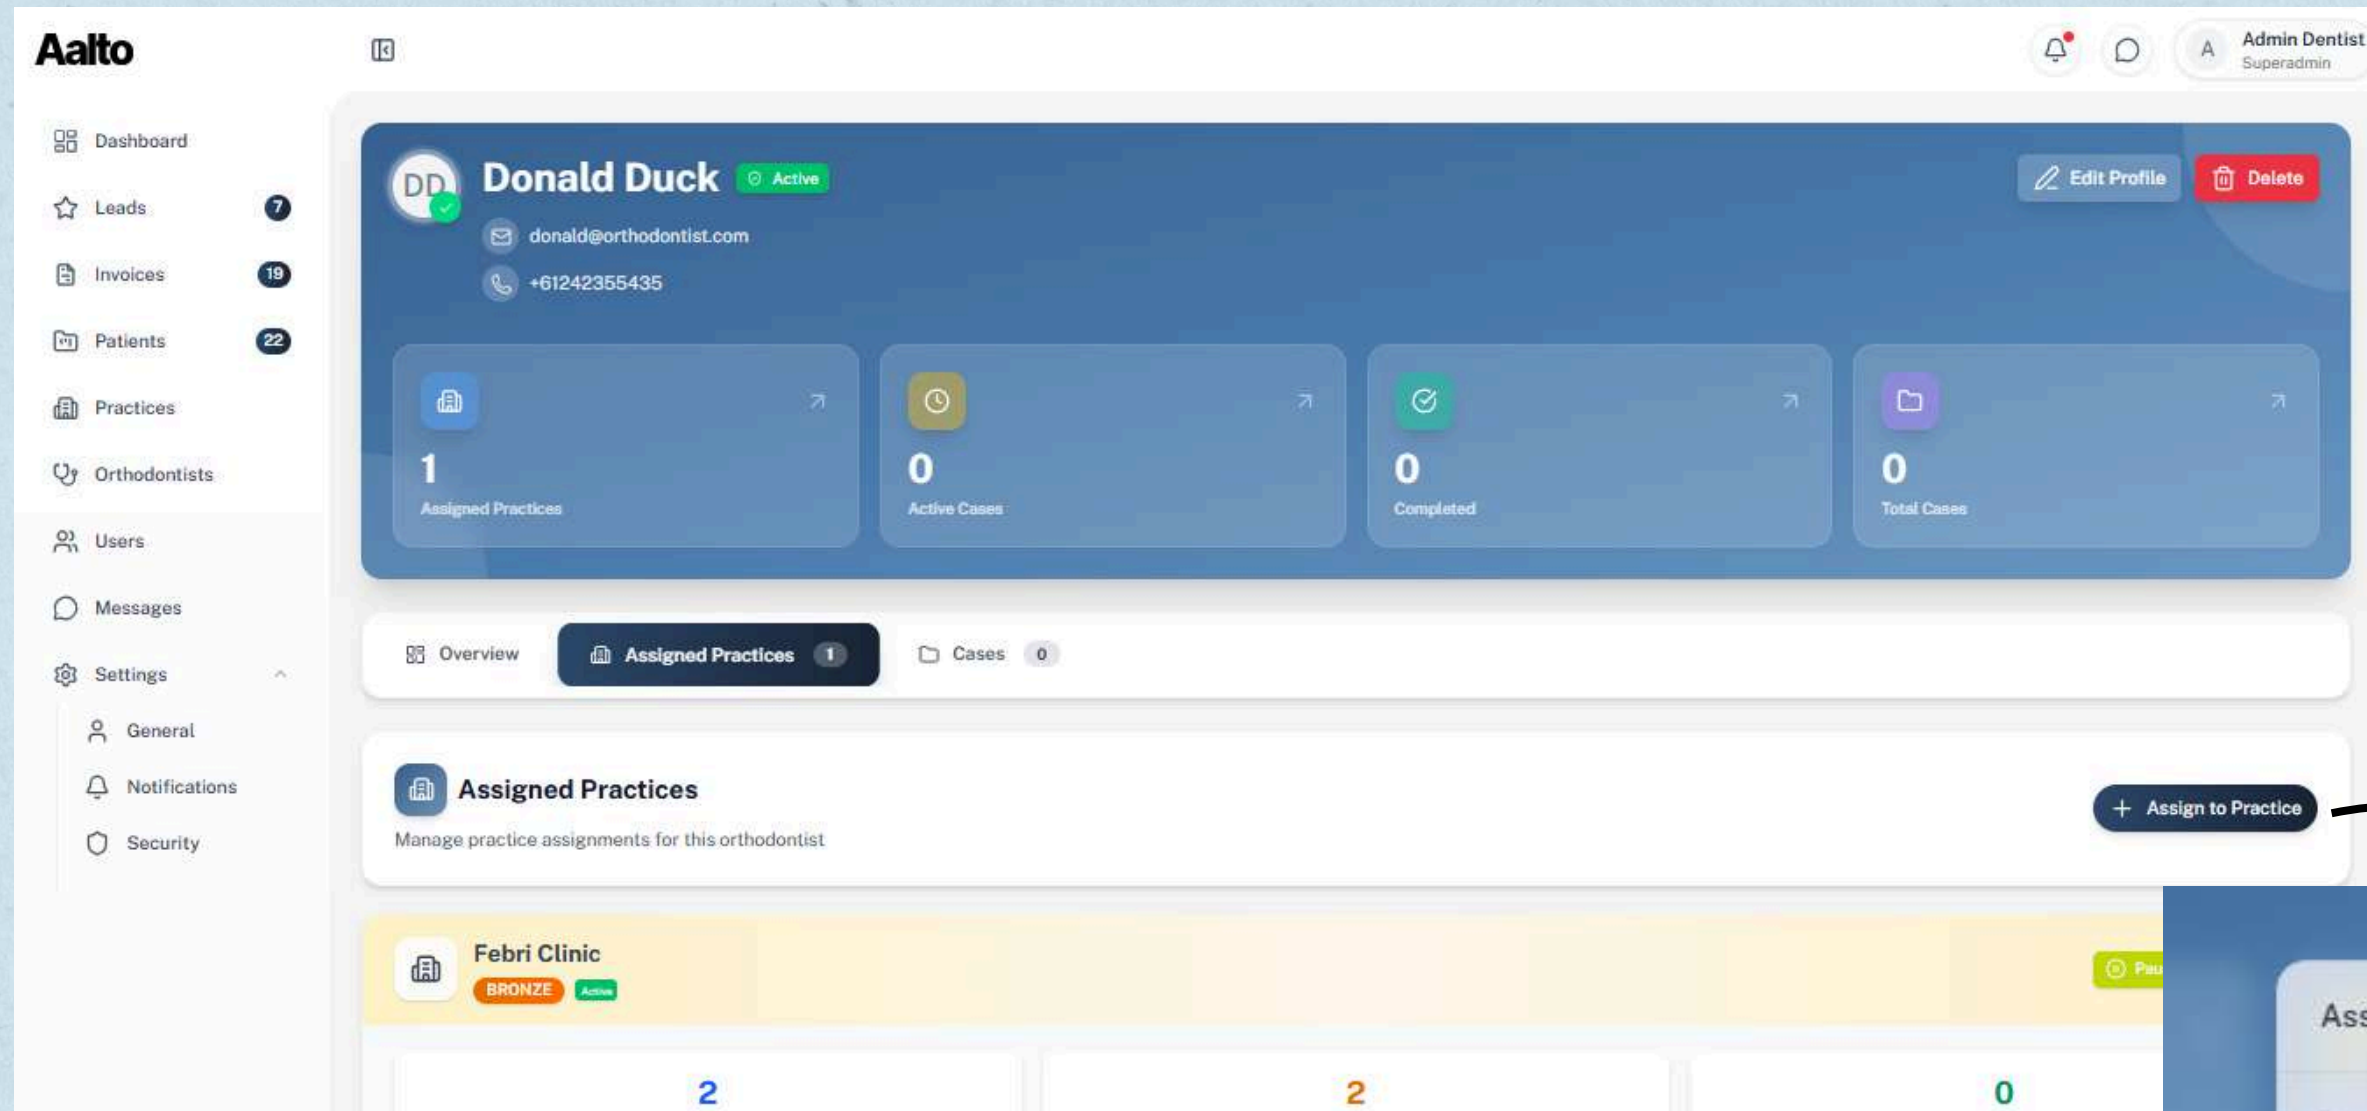 Aalto
Admin Dentist
A
Superadmin
Dashboard
Leads 7
Invoices 19
Patients 22
Practices
Orthodontists
Users
Messages
Settings
General
Notifications
Security
DD
Donald Duck Active
donald@orthodontist.com
+61242355435
Edit Profile Delete
1
Assigned Practices
0
Active Cases
0
Completed
0
Total Cases
Overview Assigned Practices 1 Cases 0
Assigned Practices
Manage practice assignments for this orthodontist
+ Assign to Practice
Febri Clinic
BRONZE Active
Pau
2 2 0
Ass